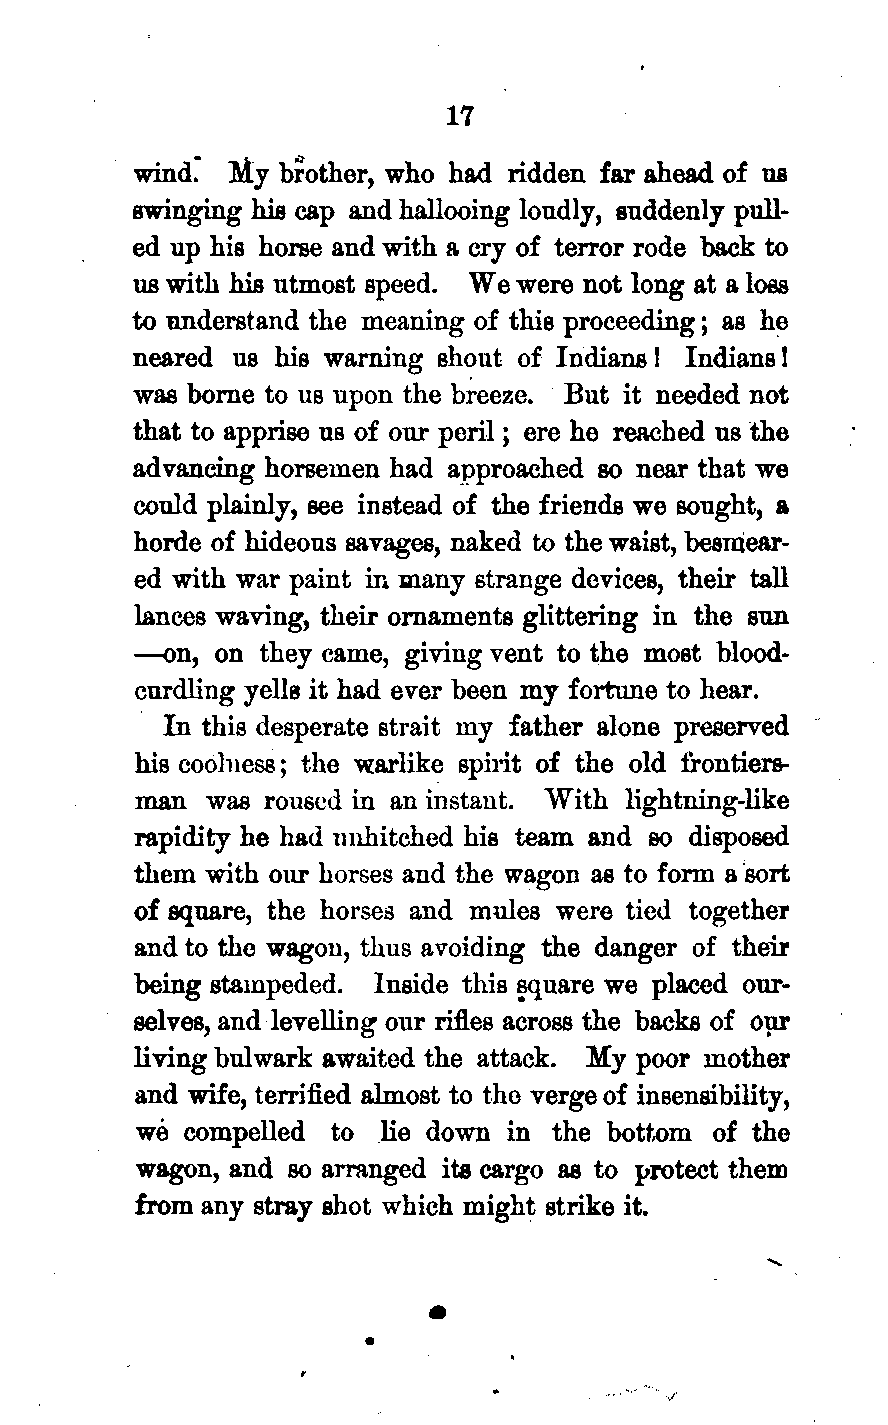 17
wind. My brother, who had ridden far ahead of us
swinging his cap and hallooing loudly, suddenly pull-
ed up his horse and with a cry of terror rode back to
us with his utmost speed. We were not long at a loss
to understand the meaning of this proceeding; as he
neared us his warning shout of Indians! Indians!
was borne to us upon the breeze. But it needed not
that to apprise us of our peril; ere he reached us the
advancing horsemen had approached so near that we
could plainly, see instead of the friends we sought, a
horde of hideous savages, naked to the waist, besmear-
ed with war paint in many strange devices, their tall
lances waving, their ornaments glittering in the sun
—on, on they came, giving vent to the most blood-
curdling yells it had ever been my fortune to hear.
In this desperate strait my father alone preserved
his coolness; the warlike spirit of the old frontiers-
man was roused in an instant. With lightning-like
rapidity he had unhitched his team and so disposed
them with our horses and the wagon as to form a sort
of square, the horses and mules were tied together
and to the wagon, thus avoiding the danger of their
being stampeded. Inside this square we placed our-
selves, and levelling our rifles across the backs of our
living bulwark awaited the attack. My poor mother
and wife, terrified almost to the verge of insensibility,
we compelled to lie down in the bottom of the
wagon, and so arranged its cargo as to protect them
from any stray shot which might strike it.